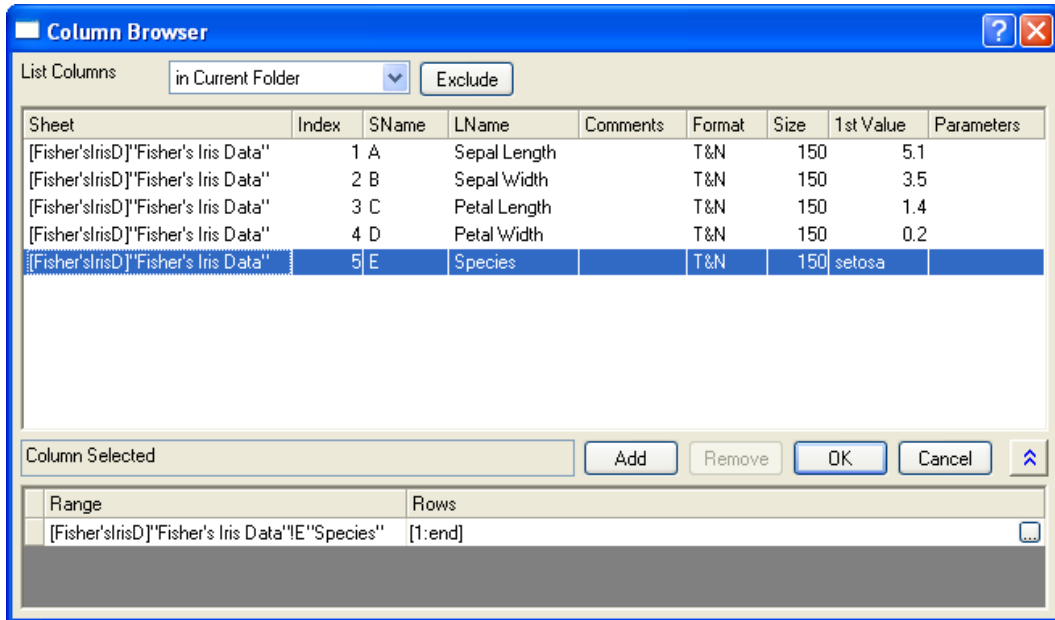 Column Browser
List Columns in Current Folder Exclude
Sheet Index SName LName Comments Format Size 1st Value Parameters
[Fisher'sIrisD]"Fisher's Iris Data" 1 A Sepal Length T&N 150 5.1
[Fisher'sIrisD]"Fisher's Iris Data" 2 B Sepal Width T&N 150 3.5
[Fisher'sIrisD]"Fisher's Iris Data" 3 C Petal Length T&N 150 1.4
[Fisher'sIrisD]"Fisher's Iris Data" 4 D Petal Width T&N 150 0.2
[Fisher'sIrisD]"Fisher's Iris Data" 5 E Species T&N 150 setosa
Column Selected Add Remove OK Cancel
Range Rows
[Fisher'sIrisD]"Fisher's Iris Data"!E"Species" [1:end] ...